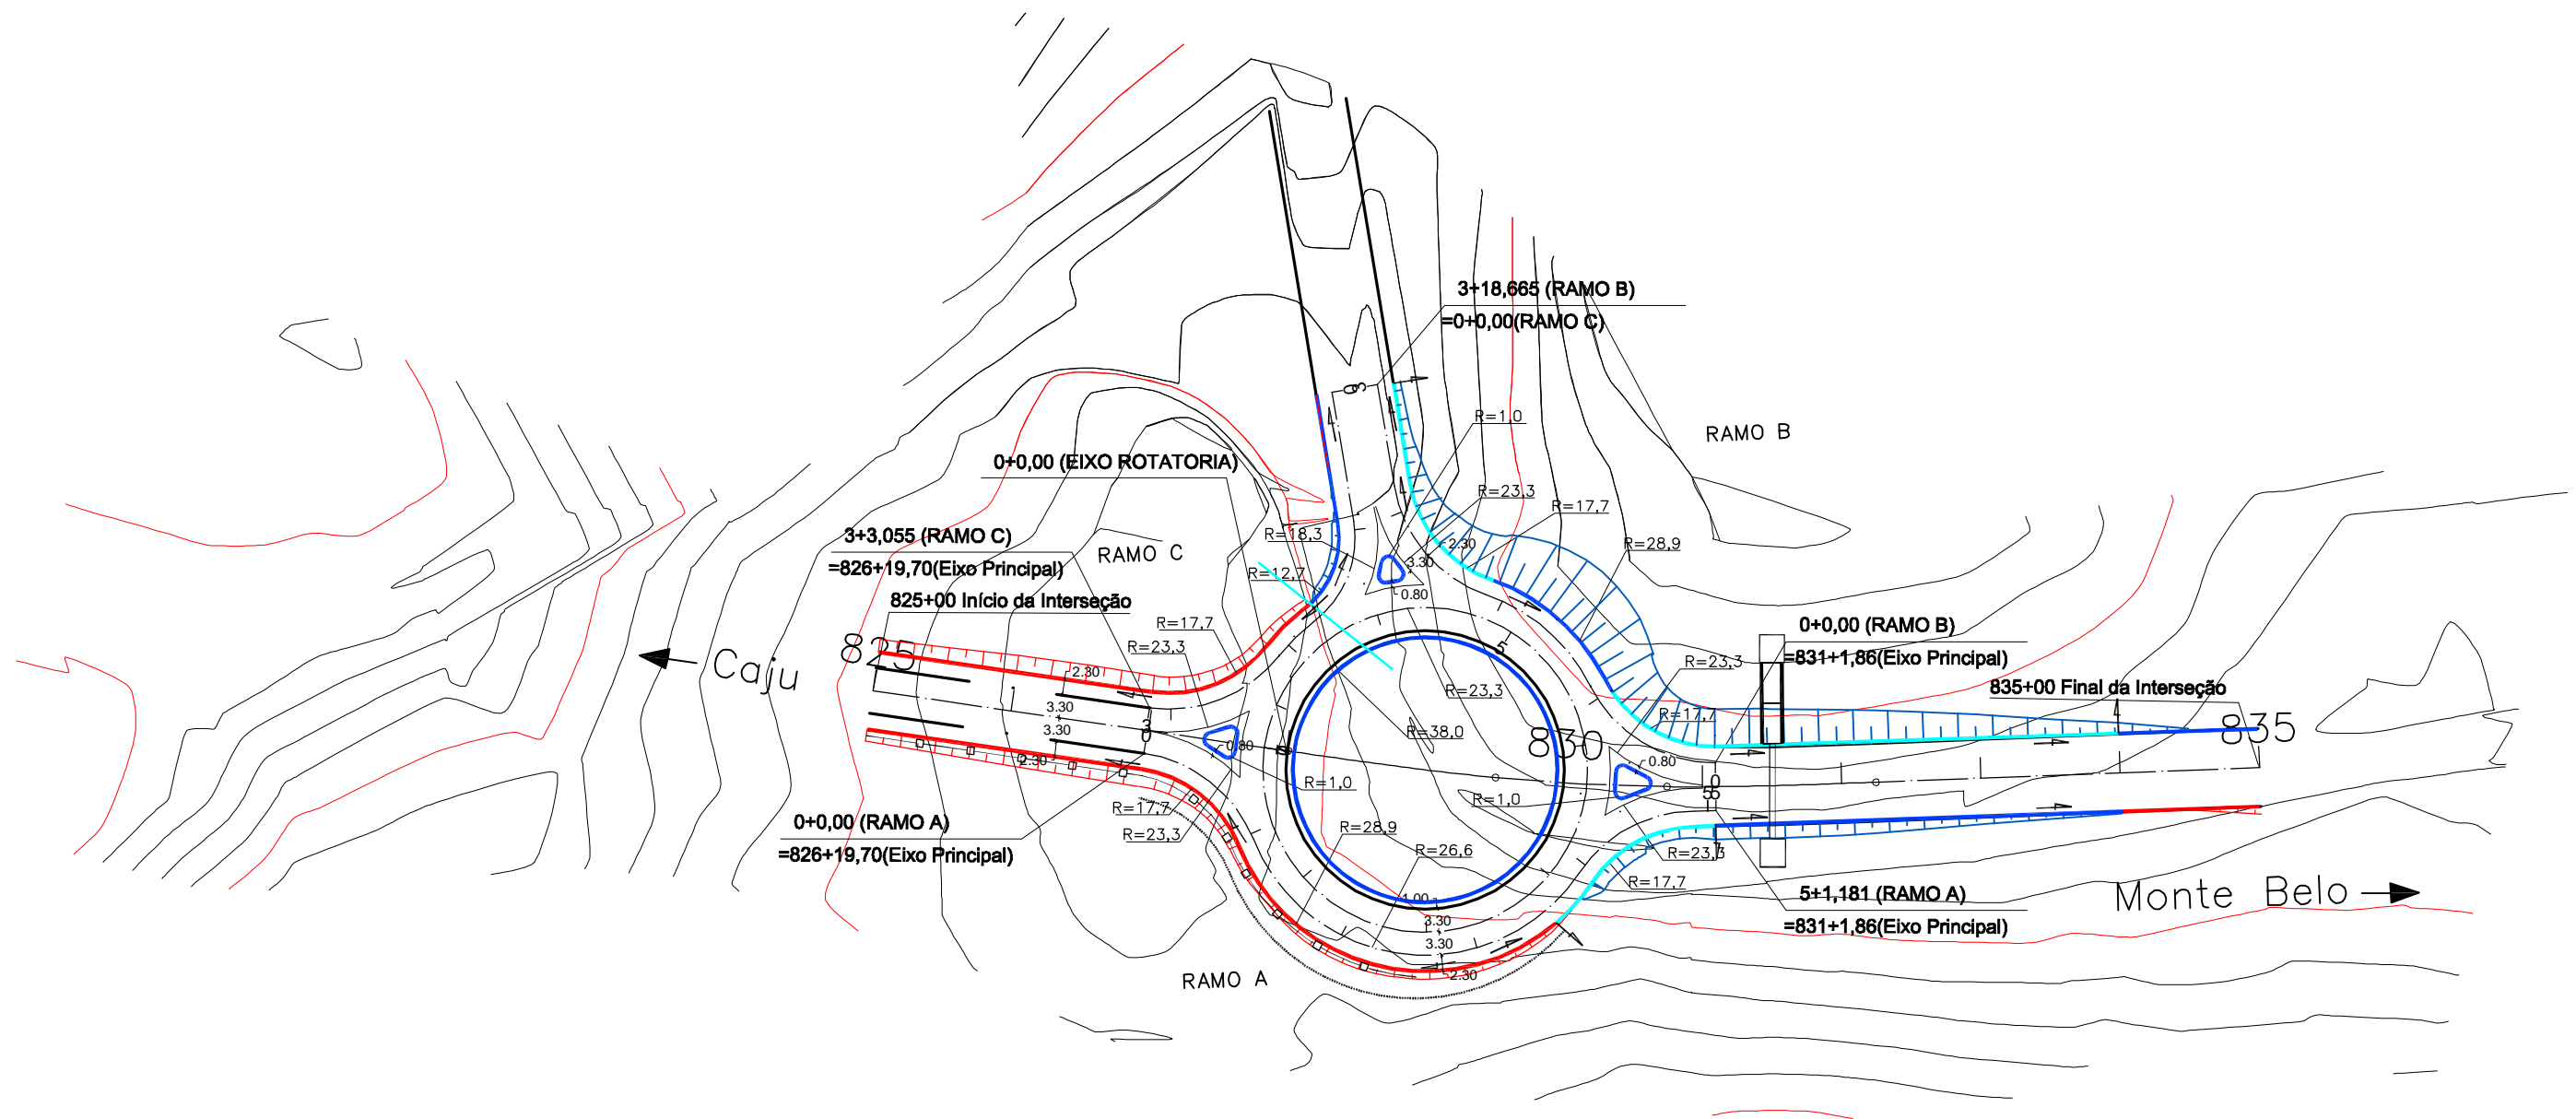 3+18,665 (RAMO B)
=0+0,00(RAMO C)
R=1,0
RAMO B
0+0,00 (EIXO ROTATORIA)
R=23,3
R=17,7
3+3,055 (RAMO C)
=826+19,70(Eixo Principal)
RAMO C
R=18,3
2.30
R=28,9
3.30
R=12,7
0.80
825+00 Início da Interseção
R=17,7
R=23,3
0+0,00 (RAMO B)
=831+1,86(Eixo Principal)
825
Caju
2.30
5
R=23,3
R=23,3
835+00 Final da Interseção
3.30
3.30
3
0
R=17,7
R=38,0
830
835
0.80
0.80
2.30
R=1,0
R=1,0
0
55
R=17,7
R=23,3
0+0,00 (RAMO A)
=826+19,70(Eixo Principal)
R=28,9
R=26,6
R=23,3
R=17,7
1.00
3.30
3.30
2.30
5+1,181 (RAMO A)
=831+1,86(Eixo Principal)
Monte Belo
RAMO A